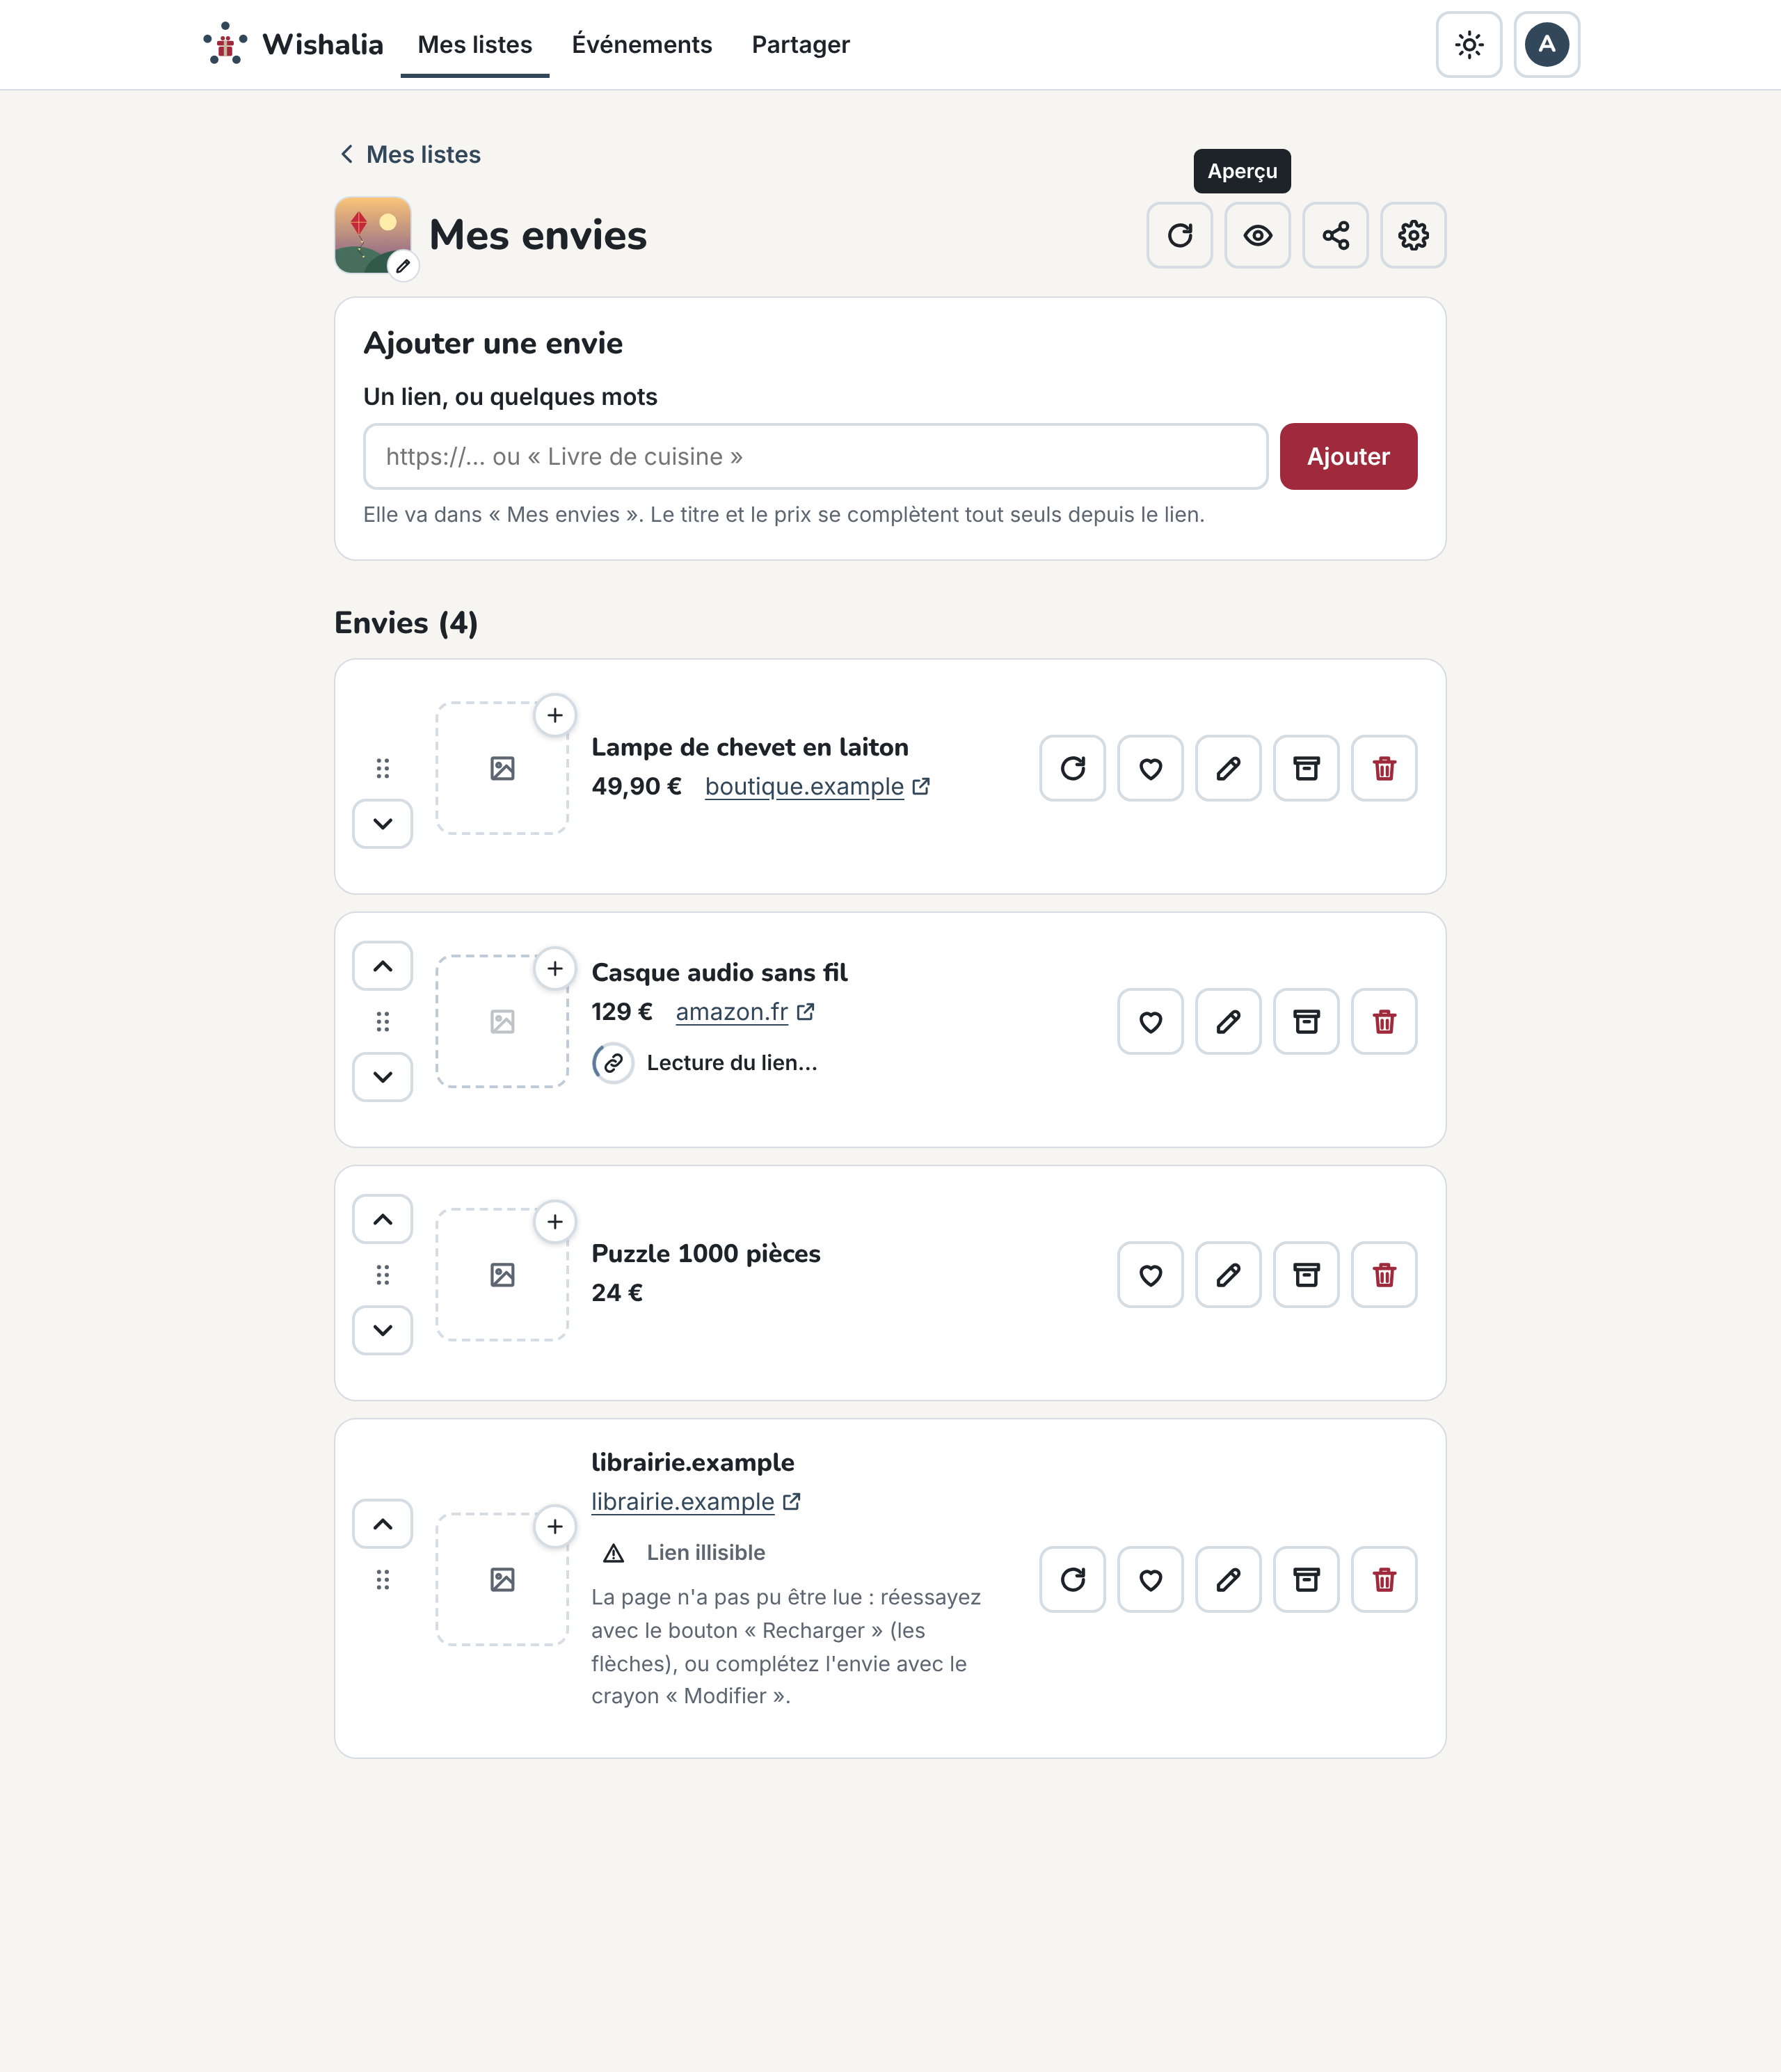 Wishalia
Mes listes
Événements
Partager
A
Mes listes
Aperçu
Mes envies
Ajouter une envie
Un lien, ou quelques mots
https://... ou « Livre de cuisine »
Ajouter
Elle va dans « Mes envies ». Le titre et le prix se complètent tout seuls depuis le lien.
Envies (4)
Lampe de chevet en laiton
49,90 € boutique.example
Casque audio sans fil
129 € amazon.fr
Lecture du lien...
Puzzle 1000 pièces
24 €
librairie.example
librairie.example
Lien illisible
La page n'a pas pu être lue : réessayez
avec le bouton « Recharger » (les
flèches), ou complétez l'envie avec le
crayon « Modifier ».